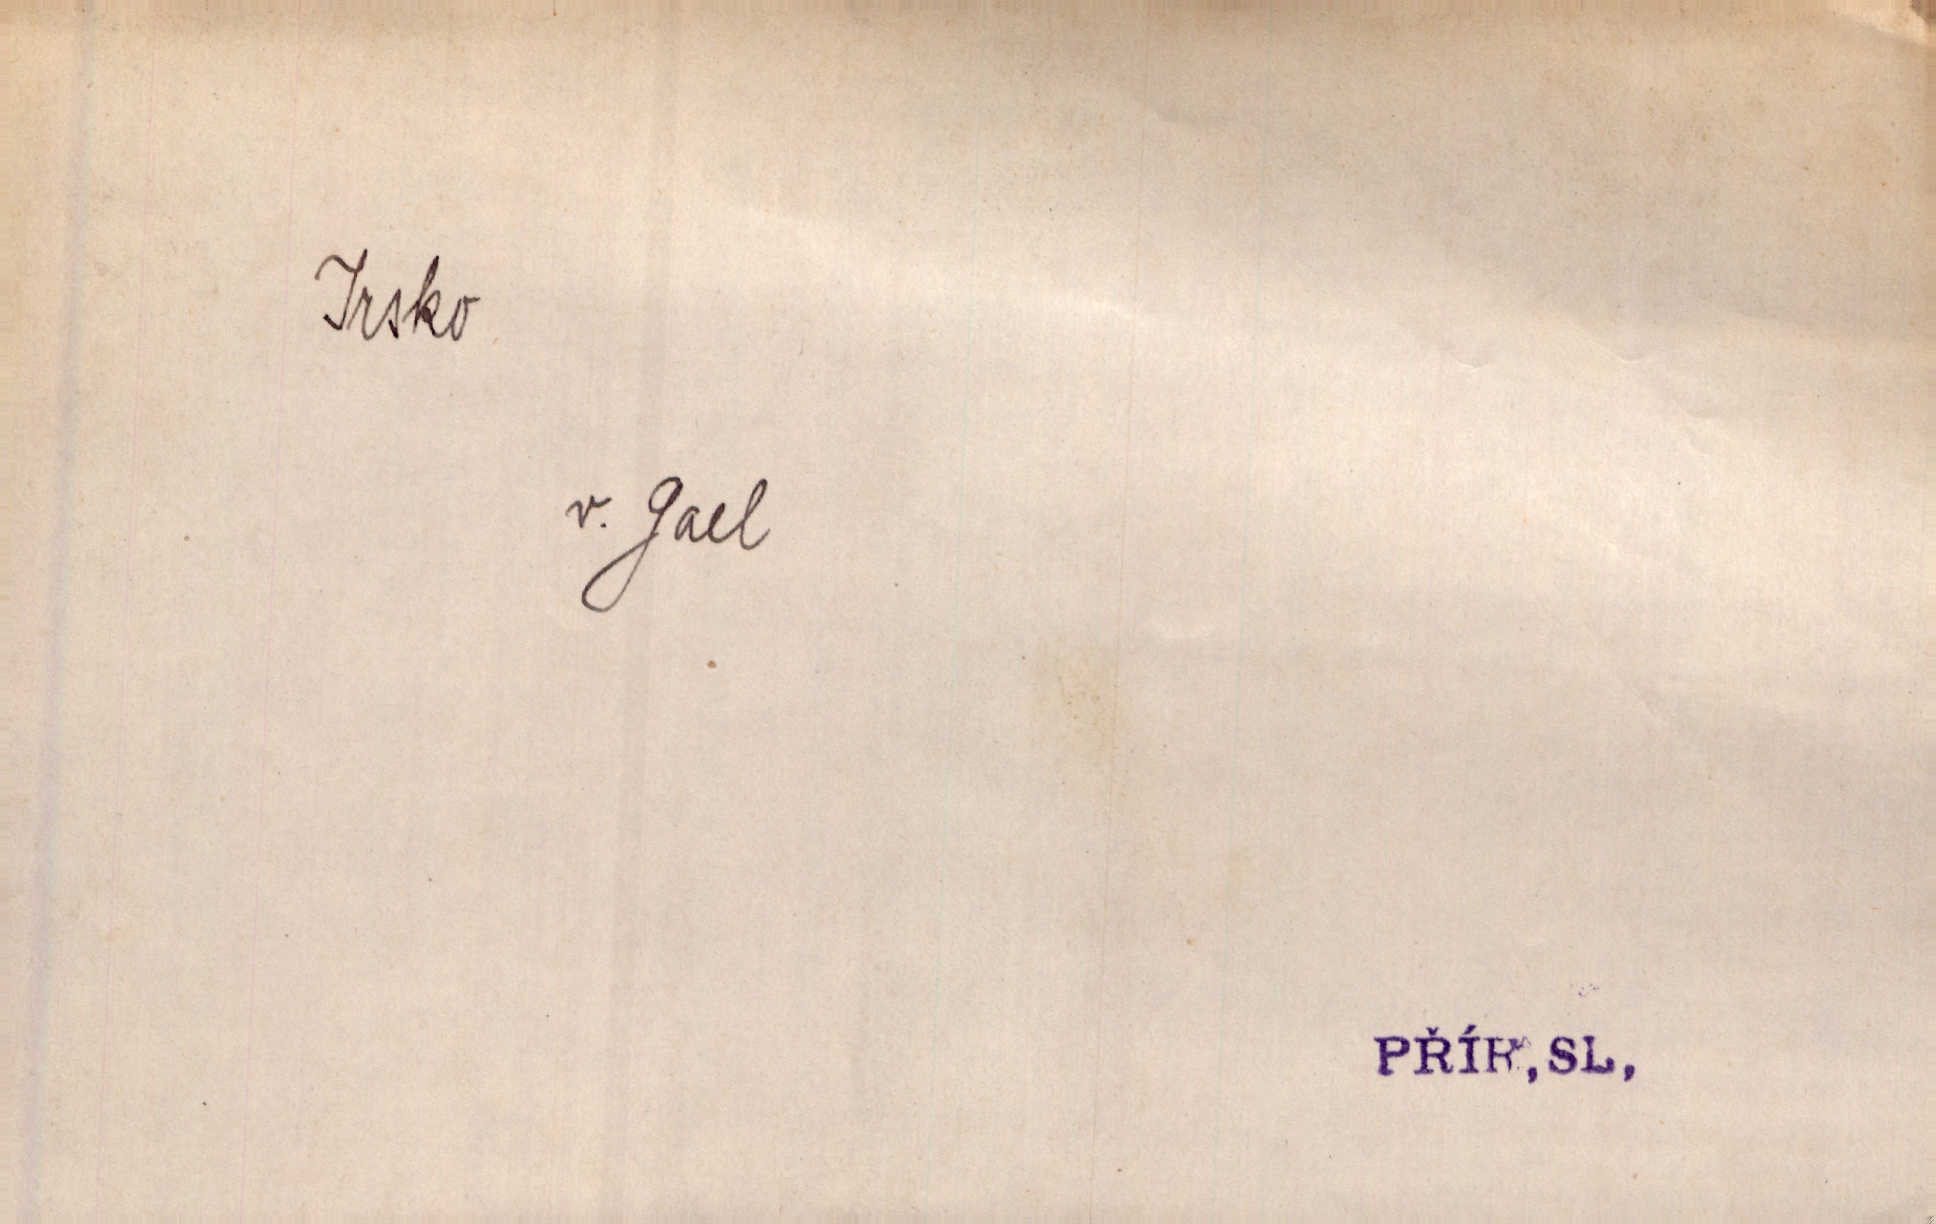 Irsko
v. Gael
PŘÍR,SL,